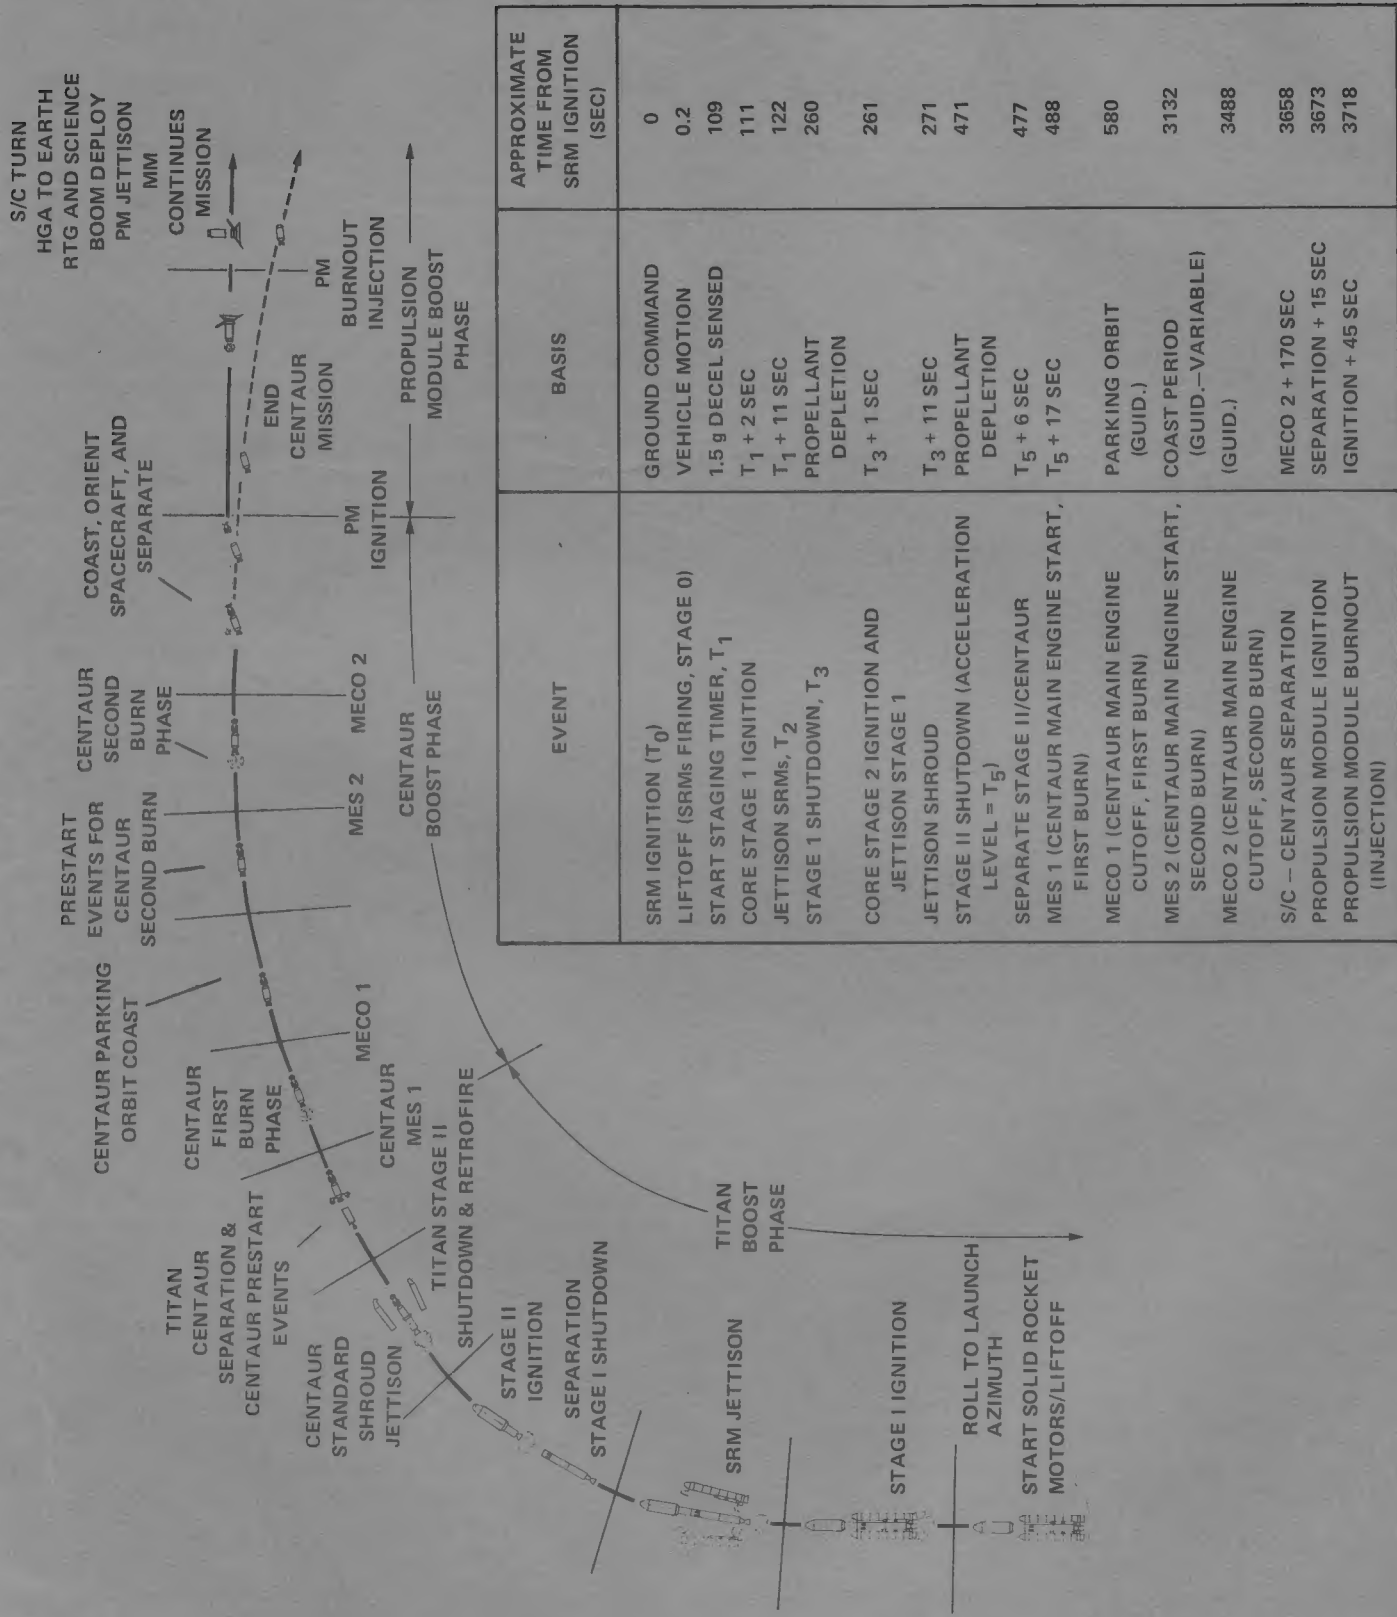 S/C TURN
HGA TO EARTH
RTG AND SCIENCE
BOOM DEPLOY
PM JETTISON
MM
CONTINUES
MISSION
COAST, ORIENT
SPACECRAFT, AND
SEPARATE
CENTAUR
SECOND
BURN
PHASE
PRESTART
EVENTS FOR
CENTAUR
SECOND BURN
CENTAUR PARKING
ORBIT COAST
CENTAUR
FIRST
BURN
PHASE
TITAN
CENTAUR
SEPARATION &
CENTAUR PRESTART
EVENTS
CENTAUR
STANDARD
SHROUD
JETTISON
PM
BURNOUT
INJECTION
END
CENTAUR
MISSION
PM
IGNITION
PROPULSION
MODULE BOOST
PHASE
MECO 2
MES 2
CENTAUR
BOOST PHASE
MECO 1
CENTAUR
MES 1
TITAN STAGE II
SHUTDOWN & RETROFIRE
STAGE II
IGNITION
SEPARATION
STAGE I SHUTDOWN
TITAN
BOOST
PHASE
SRM JETTISON
STAGE I IGNITION
ROLL TO LAUNCH
AZIMUTH
START SOLID ROCKET
MOTORS/LIFTOFF
EVENT
BASIS
APPROXIMATE
TIME FROM
SRM IGNITION
(SEC)
SRM IGNITION (T0) GROUND COMMAND 0
LIFTOFF (SRMs FIRING, STAGE 0) VEHICLE MOTION 0.2
START STAGING TIMER, T1 1.5 g DECEL SENSED 109
CORE STAGE 1 IGNITION T1 + 2 SEC 111
JETTISON SRMs, T2 T1 + 11 SEC 122
STAGE 1 SHUTDOWN, T3 PROPELLANT 260
DEPLETION
CORE STAGE 2 IGNITION AND T3 + 1 SEC 261
JETTISON STAGE 1
JETTISON SHROUD T3 + 11 SEC 271
STAGE II SHUTDOWN (ACCELERATION PROPELLANT 471
LEVEL = T5) DEPLETION
SEPARATE STAGE II/CENTAUR T5 + 6 SEC 477
MES 1 (CENTAUR MAIN ENGINE START, T5 + 17 SEC 488
FIRST BURN)
MECO 1 (CENTAUR MAIN ENGINE PARKING ORBIT 580
CUTOFF, FIRST BURN) (GUID.)
MES 2 (CENTAUR MAIN ENGINE START, COAST PERIOD 3132
SECOND BURN) (GUID.–VARIABLE)
MECO 2 (CENTAUR MAIN ENGINE (GUID.) 3488
CUTOFF, SECOND BURN)
S/C – CENTAUR SEPARATION MECO 2 + 170 SEC 3658
PROPULSION MODULE IGNITION SEPARATION + 15 SEC 3673
PROPULSION MODULE BURNOUT IGNITION + 45 SEC 3718
(INJECTION)